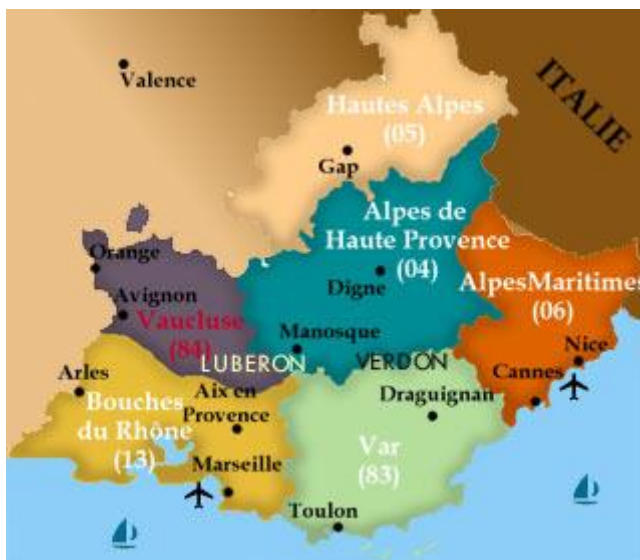 Valence
ITALIE
Hautes Alpes
(05)
Gap
Alpes de
Haute Provence
(04)
Digne
Orange
Avignon
Vaucluse
(84)
AlpesMaritimes
(06)
Manosque
LUBERON
VERDON
Nice
Cannes
Arles
Bouches
du Rhône
(13)
Aix en
Provence
Draguignan
Var
(83)
Marseille
Toulon